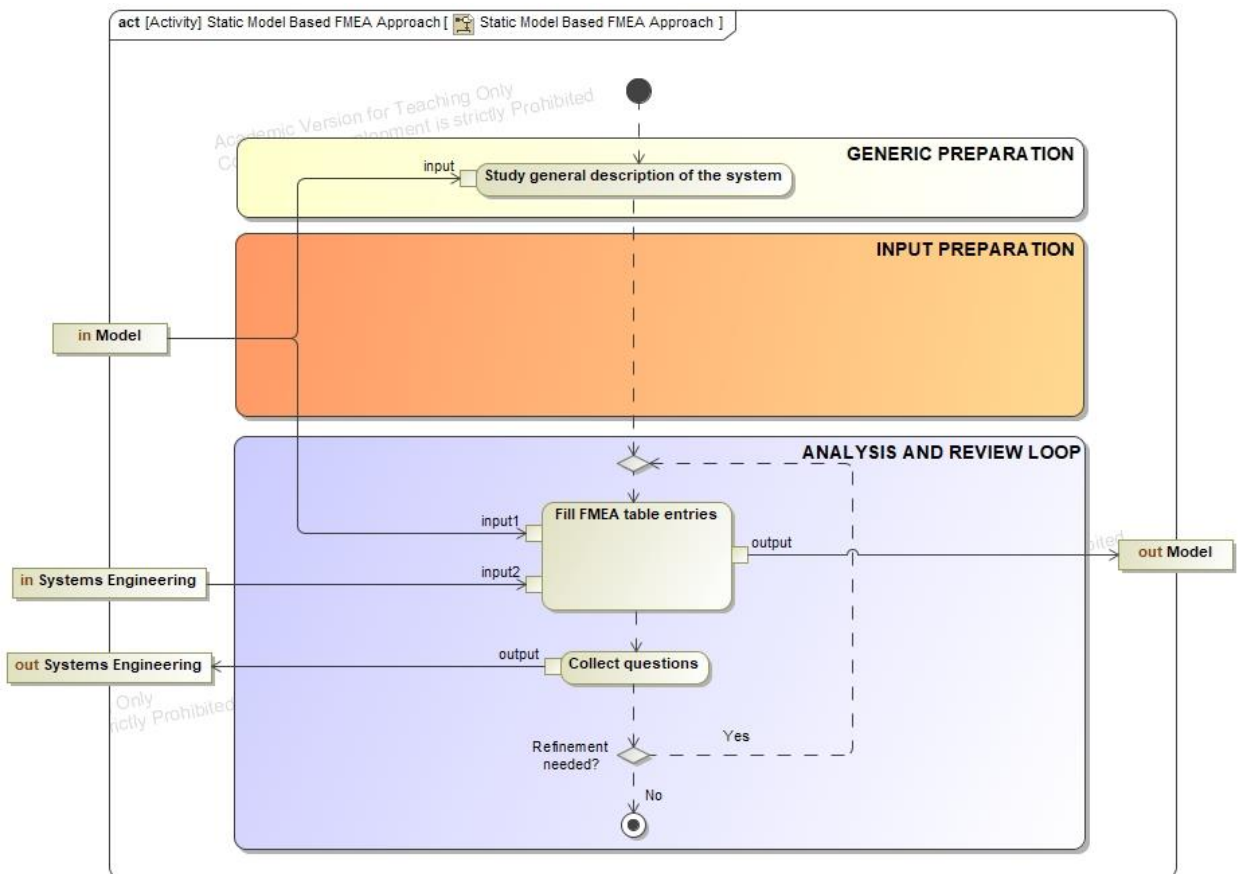 act [Activity] Static Model Based FMEA Approach [ Static Model Based FMEA Approach ]
Academic Version for Teaching Only
Co lopment is strictly Prohibited
GENERIC PREPARATION
input
Study general description of the system
INPUT PREPARATION
in Model
ANALYSIS AND REVIEW LOOP
Fill FMEA table entries
input1
output
out Model
input2
in Systems Engineering
output
Collect questions
out Systems Engineering
Only
rictly Prohibited
Refinement
needed?
Yes
No